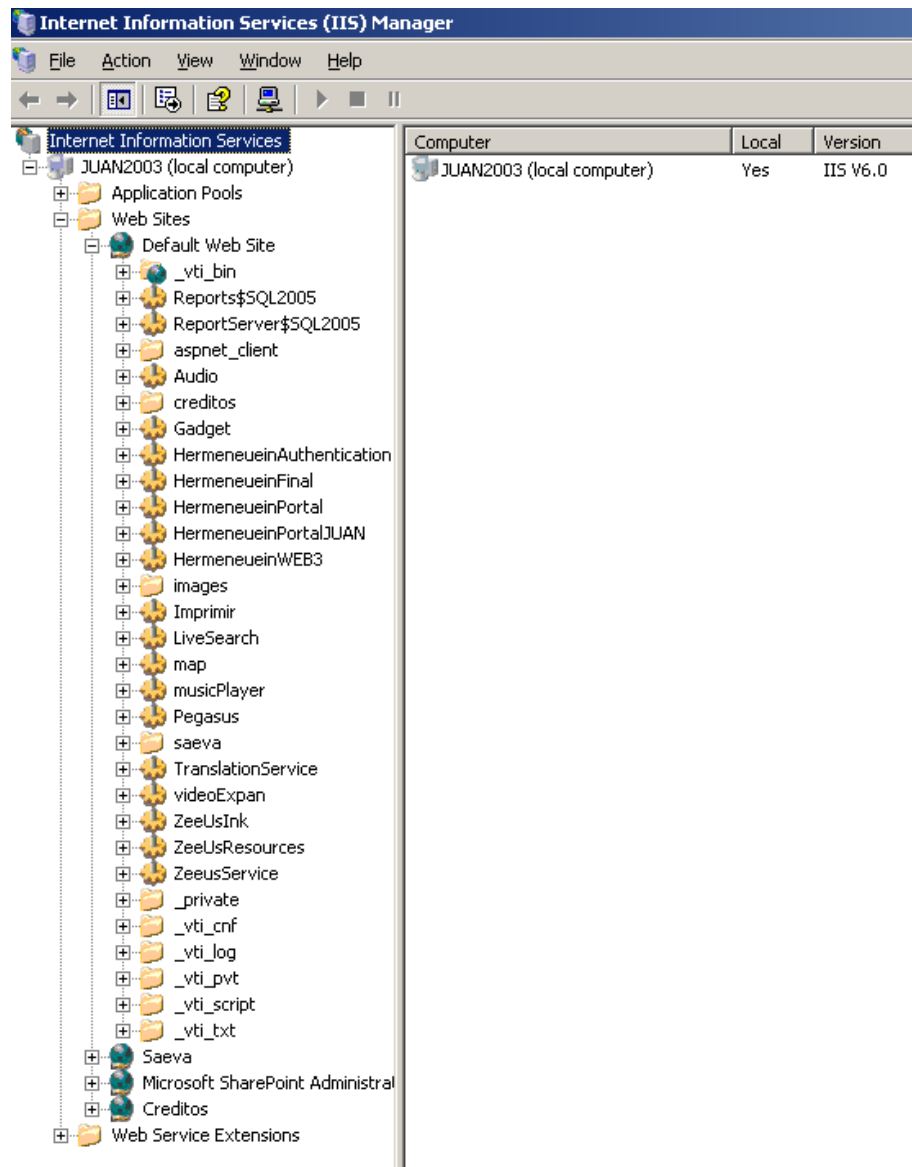 Internet Information Services (IIS) Manager
File Action View Window Help
Internet Information Services
JUAN2003 (local computer)
Application Pools
Web Sites
Default Web Site
_vti_bin
Reports$SQL2005
ReportServer$SQL2005
aspnet_client
Audio
creditos
Gadget
HermeneueinAuthentication
HermeneueinFinal
HermeneueinPortal
HermeneueinPortalJUAN
HermeneueinWEB3
images
Imprimir
LiveSearch
map
musicPlayer
Pegasus
saeva
TranslationService
videoExpan
ZeeUsInk
ZeeUsResources
ZeeusService
_private
_vti_cnf
_vti_log
_vti_pvt
_vti_script
_vti_txt
Saeva
Microsoft SharePoint Administrat
Creditos
Web Service Extensions
Computer Local Version
JUAN2003 (local computer) Yes IIS V6.0